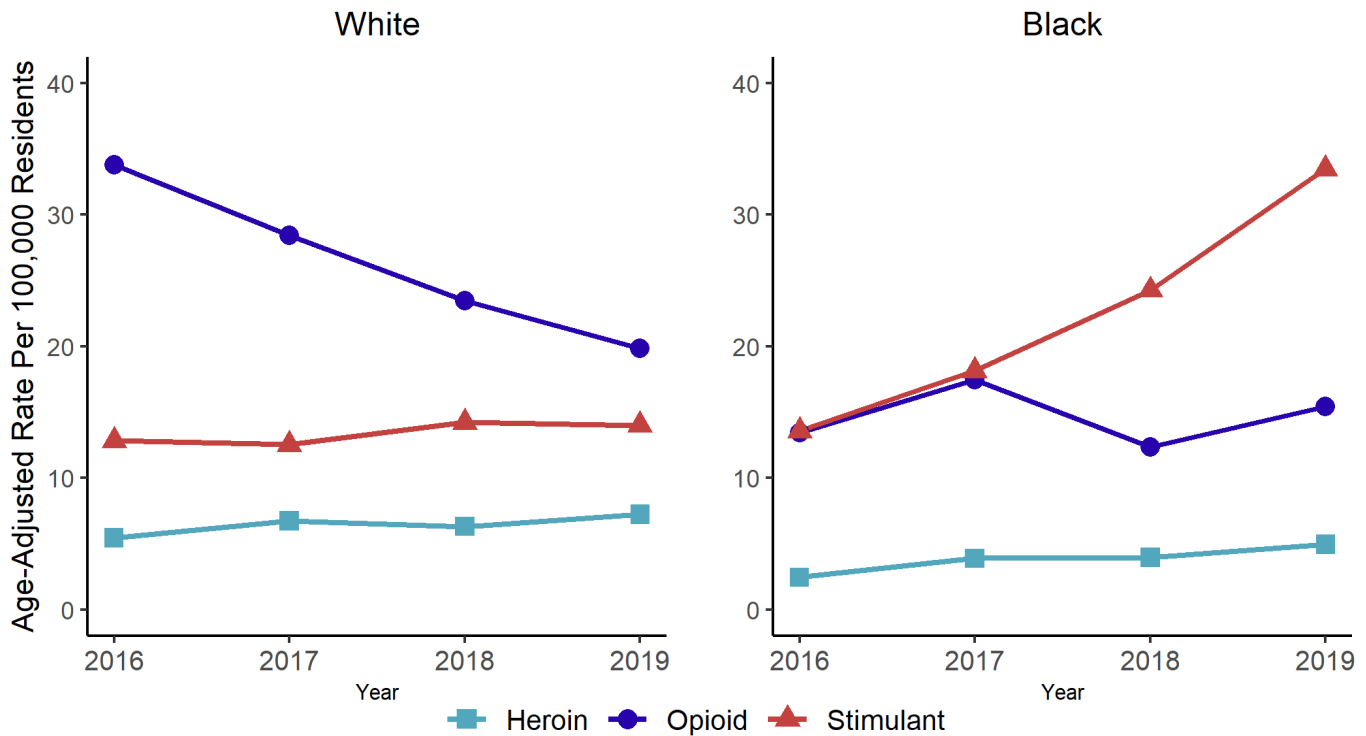 White
Black
Age-Adjusted Rate Per 100,000 Residents
40
30
20
10
0
2016 2017 2018 2019
Year
40
30
20
10
0
2016 2017 2018 2019
Year
Heroin Opioid Stimulant